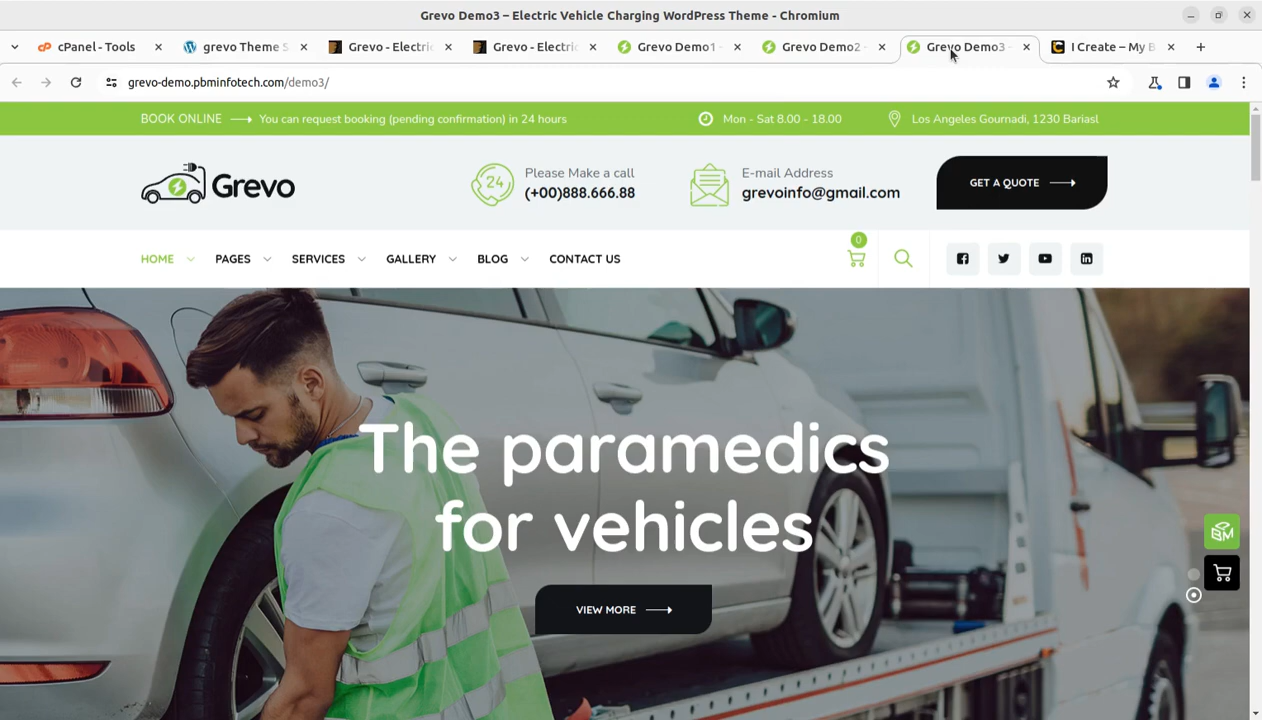 Grevo Demo3 – Electric Vehicle Charging WordPress Theme - Chromium
cPanel - Tools
grevo Theme S
Grevo - Electric
Grevo - Electric
Grevo Demo1 -
Grevo Demo2 -
Grevo Demo3 -
I Create – My B
grevo-demo.pbminfotech.com/demo3/
BOOK ONLINE
You can request booking (pending confirmation) in 24 hours
Mon - Sat 8.00 - 18.00
Los Angeles Gournadi, 1230 Bariasl
Grevo
24
Please Make a call
(+00)888.666.88
E-mail Address
grevoinfo@gmail.com
GET A QUOTE
HOME
PAGES
SERVICES
GALLERY
BLOG
CONTACT US
0
The paramedics
for vehicles
VIEW MORE